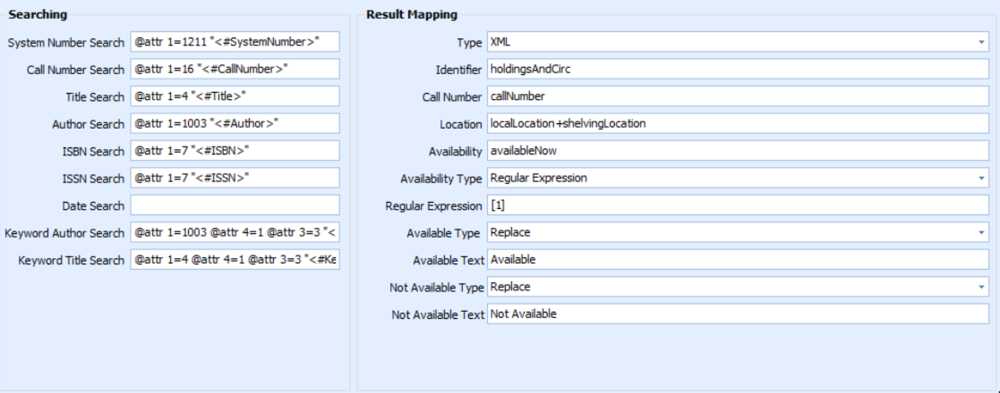 Searching
System Number Search @attr 1=1211 "<#SystemNumber>"
Call Number Search @attr 1=16 "<#CallNumber>"
Title Search @attr 1=4 "<#Title>"
Author Search @attr 1=1003 "<#Author>"
ISBN Search @attr 1=7 "<#ISBN>"
ISSN Search @attr 1=7 "<#ISSN>"
Date Search
Keyword Author Search @attr 1=1003 @attr 4=1 @attr 3=3 "<
Keyword Title Search @attr 1=4 @attr 4=1 @attr 3=3 "<#Ke
Result Mapping
Type XML
Identifier holdingsAndCirc
Call Number callNumber
Location localLocation+shelvingLocation
Availability availableNow
Availability Type Regular Expression
Regular Expression [1]
Available Type Replace
Available Text Available
Not Available Type Replace
Not Available Text Not Available